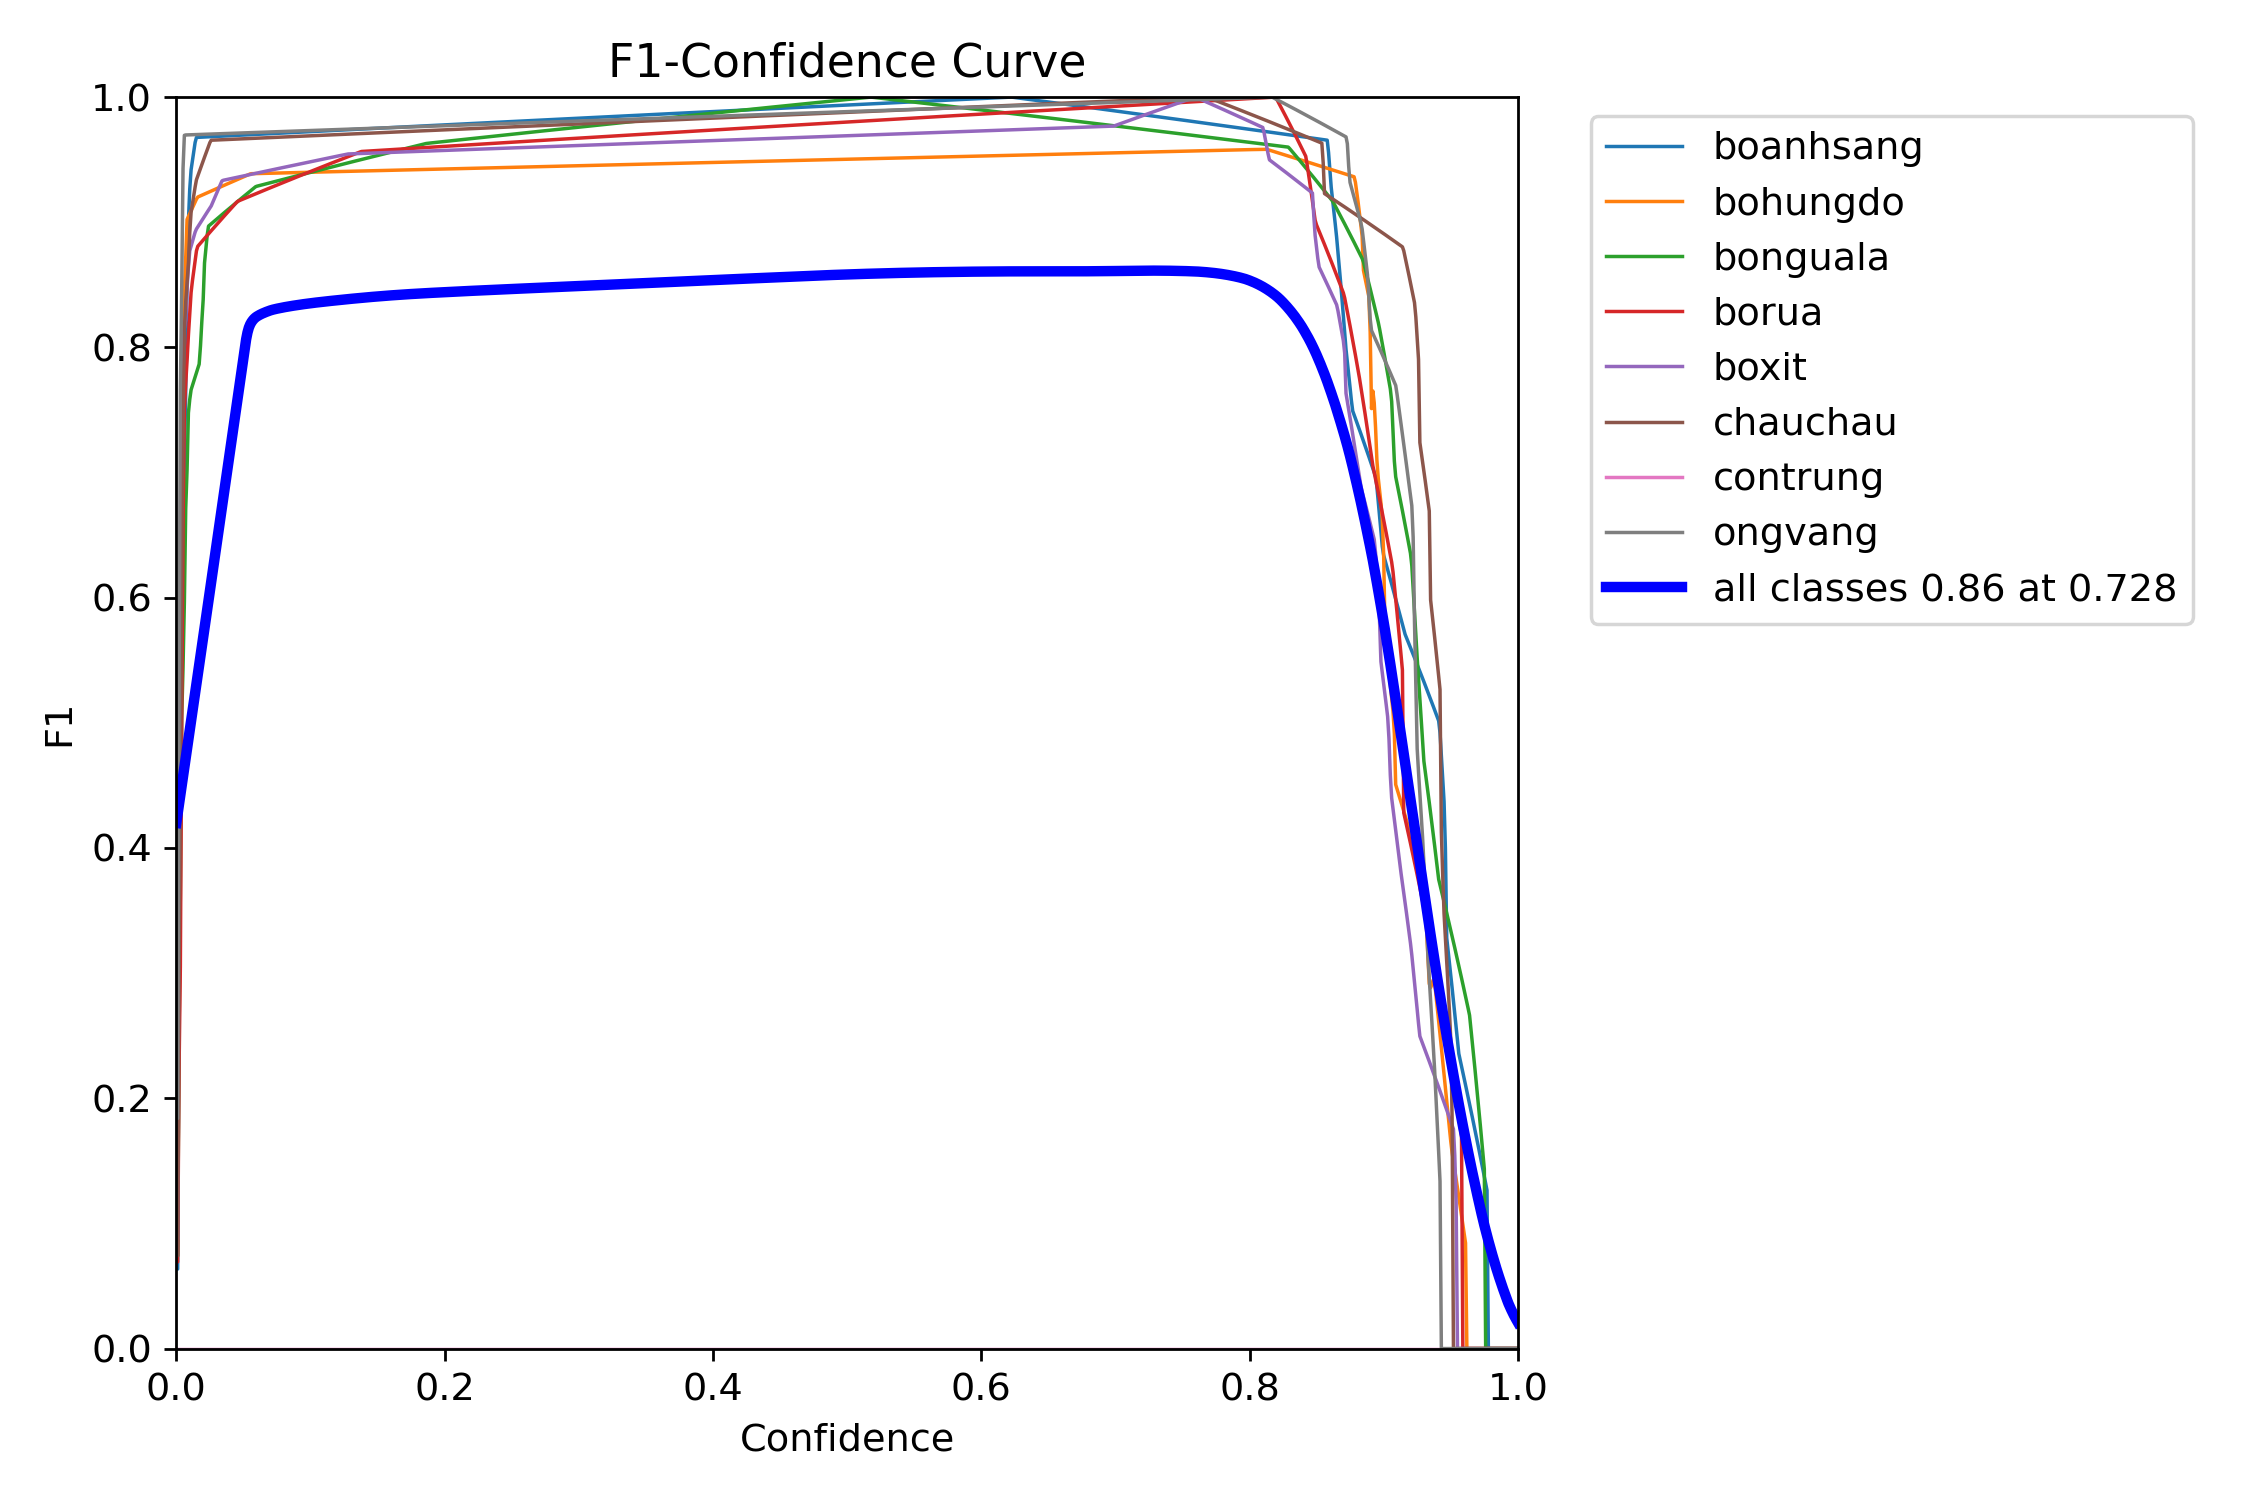 F1-Confidence Curve
1.0
0.8
0.6
0.4
0.2
0.0
F1
0.0 0.2 0.4 0.6 0.8 1.0
Confidence
boanhsang
bohungdo
bonguala
borua
boxit
chauchau
contrung
ongvang
all classes 0.86 at 0.728